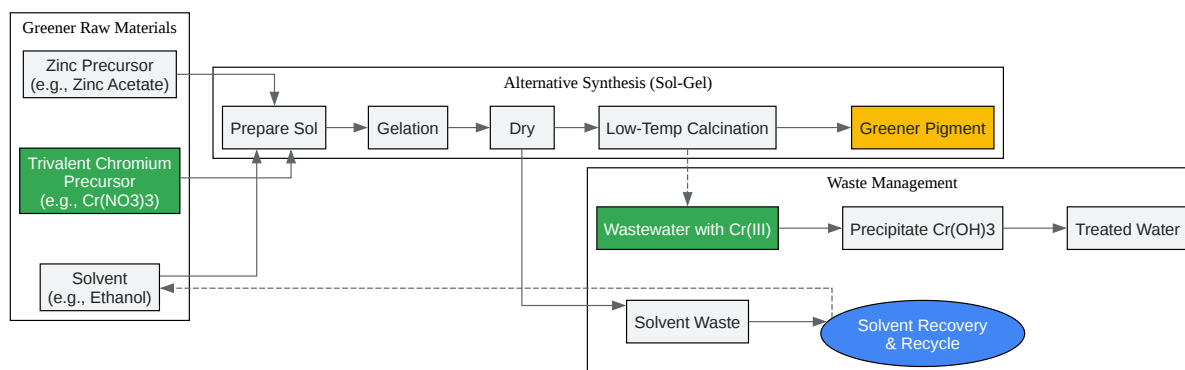 Greener Raw Materials
Zinc Precursor
(e.g., Zinc Acetate)
Trivalent Chromium
Precursor
(e.g., Cr(NO3)3)
Solvent
(e.g., Ethanol)
Alternative Synthesis (Sol-Gel)
Prepare Sol
Gelation
Dry
Low-Temp Calcination
Greener Pigment
Waste Management
Wastewater with Cr(III)
Precipitate Cr(OH)3
Treated Water
Solvent Waste
Solvent Recovery
& Recycle